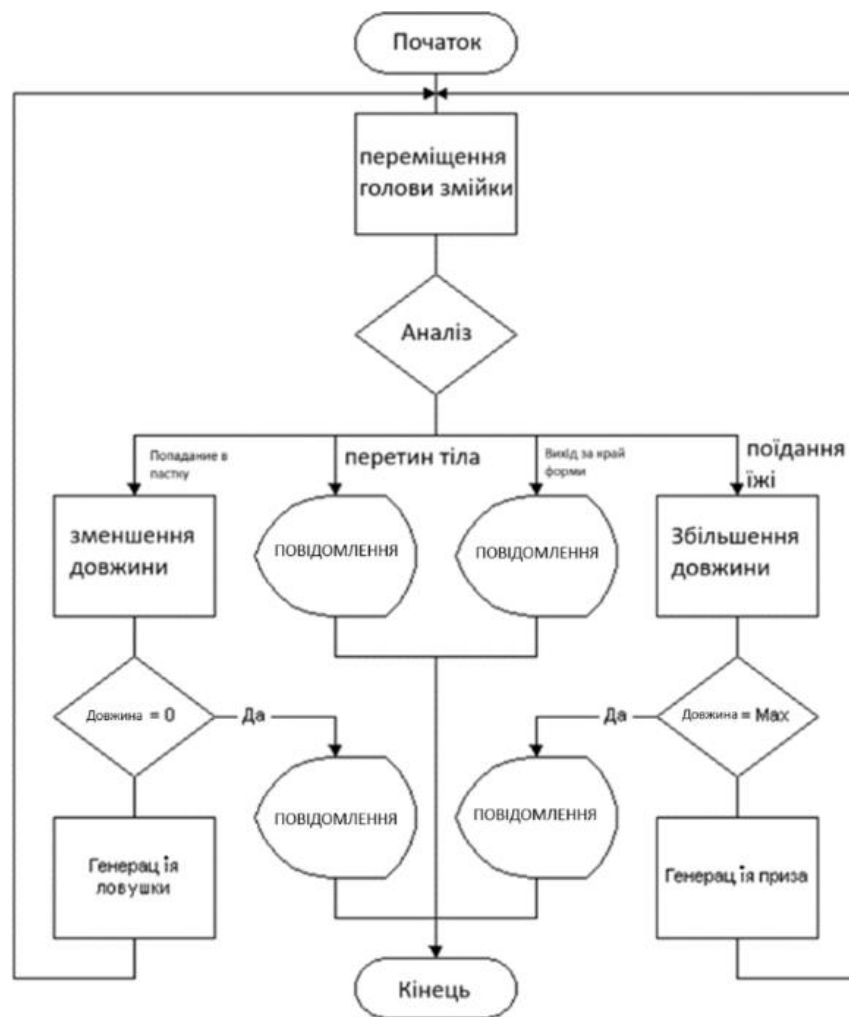 Початок
переміщення
голови змійки
Аналіз
Попадание в
пастку
перетин тіла
Вихід за край
форми
поїдання
їжі
зменшення
довжини
ПОВІДОМЛЕННЯ
ПОВІДОМЛЕННЯ
Збільшення
довжини
Довжина = 0
Да
Да
Довжина = Max
Генерац ія
ловушки
ПОВІДОМЛЕННЯ
ПОВІДОМЛЕННЯ
Генерац ія приза
Кінець